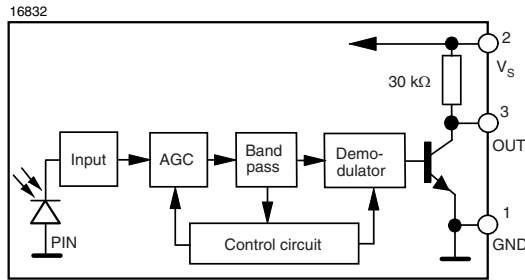 16832
2
V_S
30 kΩ
3
OUT
Input
AGC
Band
pass
Demo-
dulator
1
GND
PIN
Control circuit